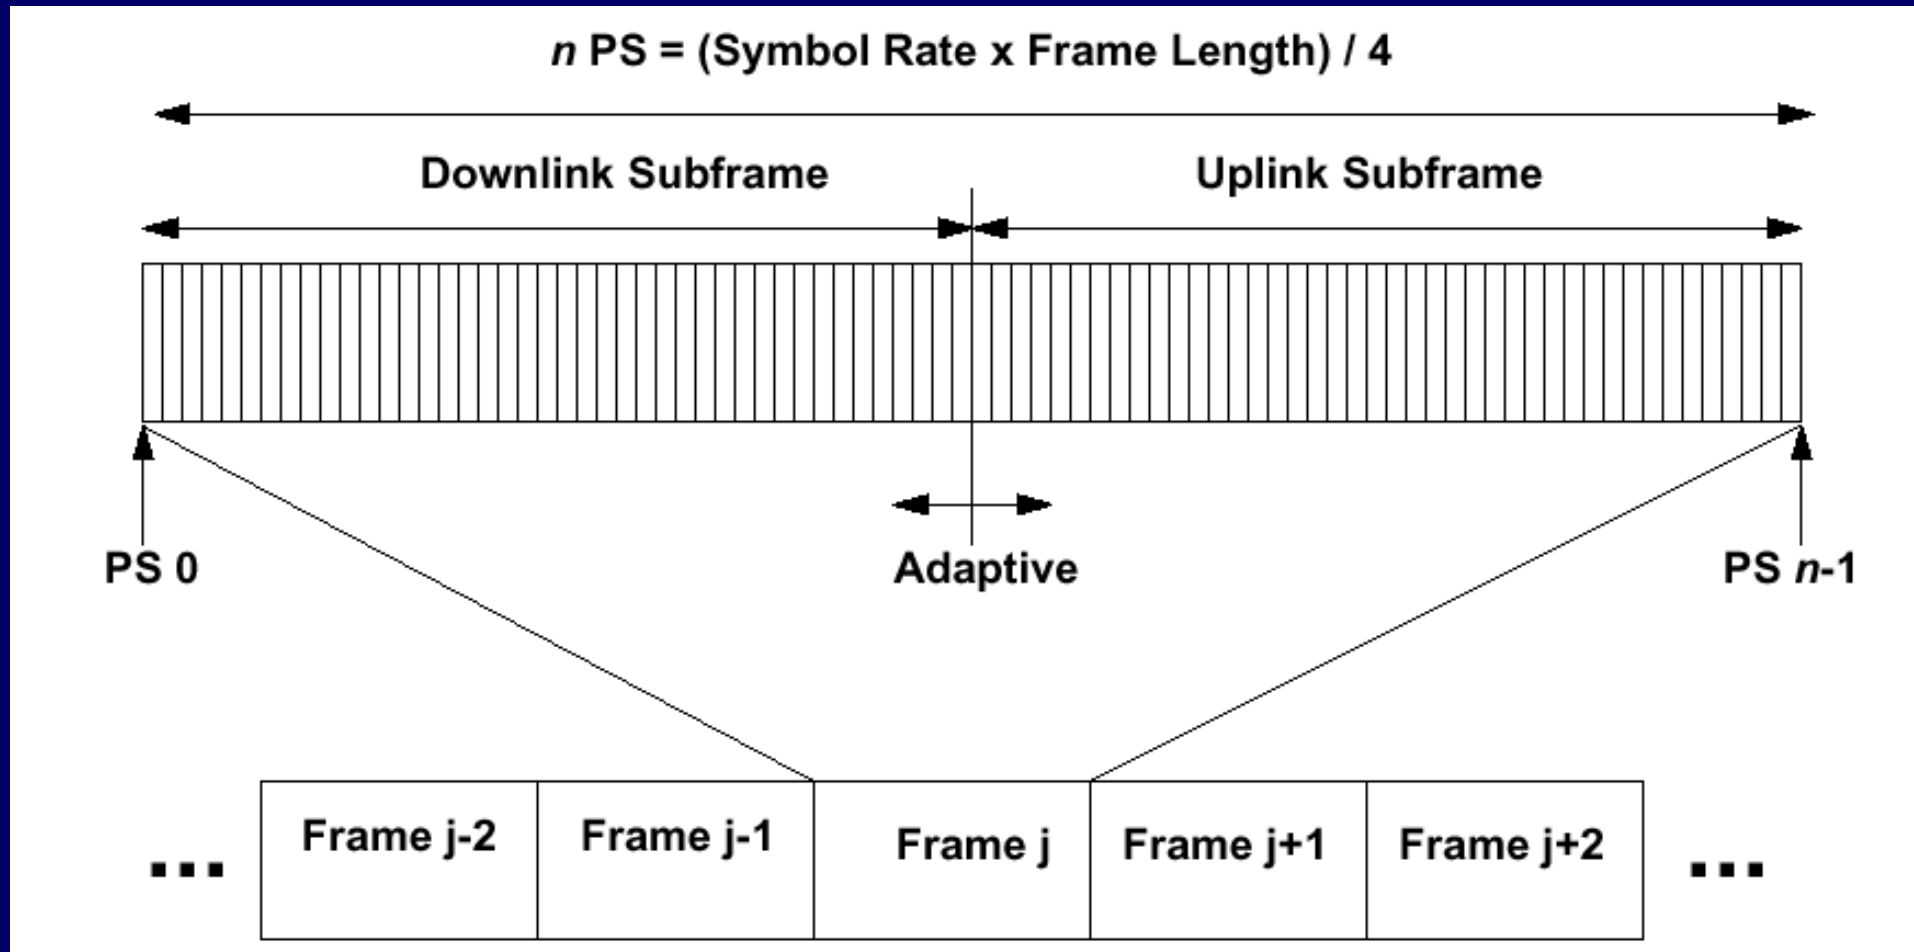 n PS = (Symbol Rate x Frame Length) / 4
Downlink Subframe
Uplink Subframe
PS 0
Adaptive
PS n-1
... Frame j-2 Frame j-1 Frame j Frame j+1 Frame j+2 ...